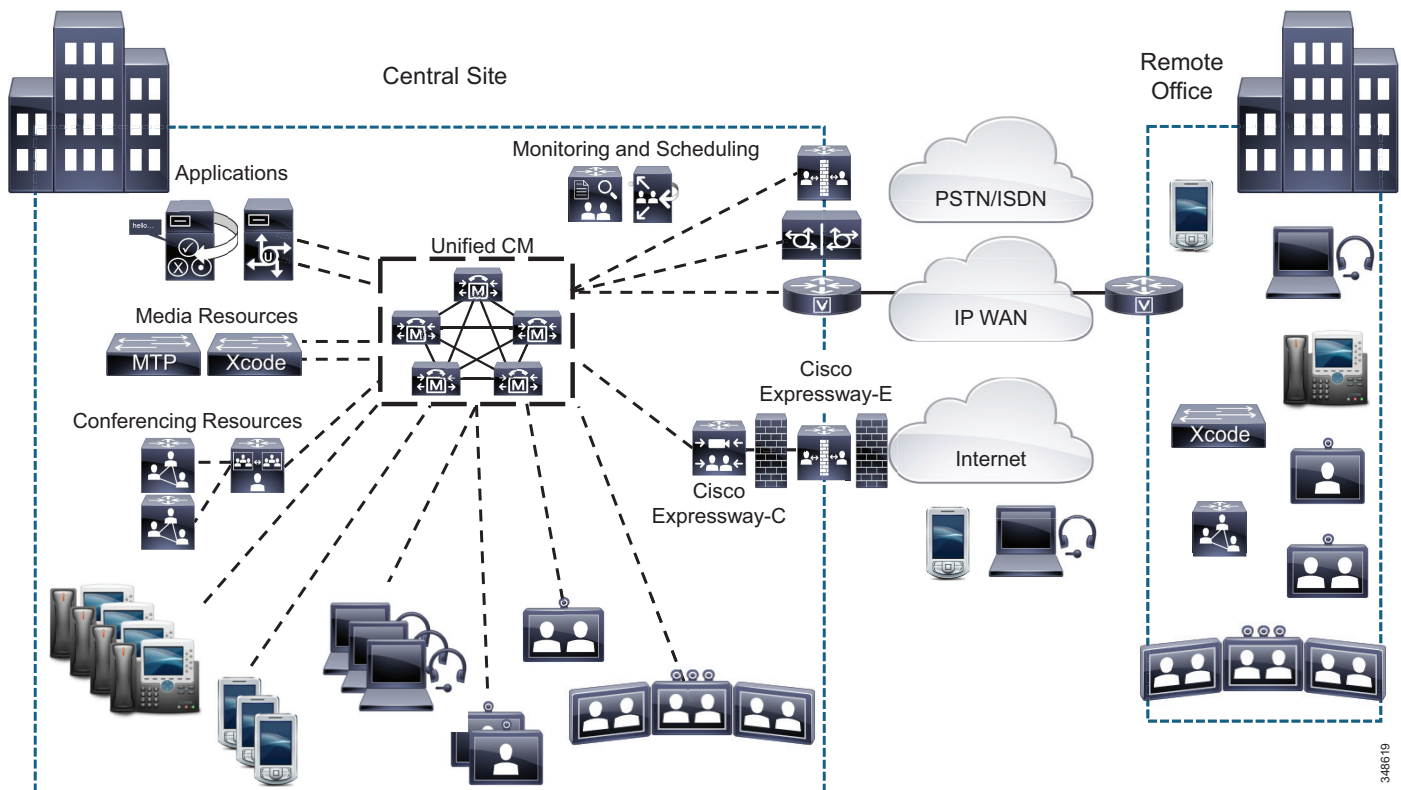 Central Site
Remote
Office
Monitoring and Scheduling
Applications
PSTN/ISDN
hello...
U
Unified CM
M
M
M
M
M
V
V
IP WAN
Media Resources
MTP
Xcode
Cisco
Expressway-E
Conferencing Resources
Xcode
Internet
Cisco
Expressway-C
348619